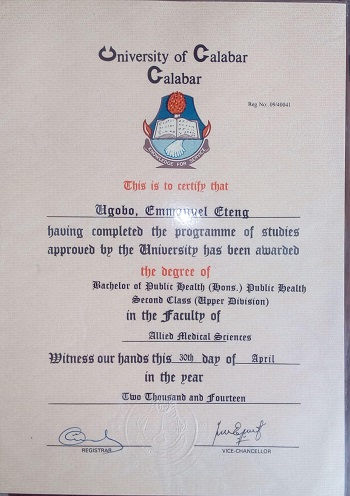 University of Calabar
Calabar
Reg No: 09/40041
KNOWLEDGE FOR SERVICE
This is to certify that
Ugobo, Emmanuel Eteng
having completed the programme of studies
approved by the University has been awarded
the degree of
Bachelor of Public Health (Hons.) Public Health
Second Class (Upper Division)
in the Faculty of
Allied Medical Sciences
Witness our hands this 30th day of April
in the year
Two Thousand and Fourteen
REGISTRAR
VICE-CHANCELLOR